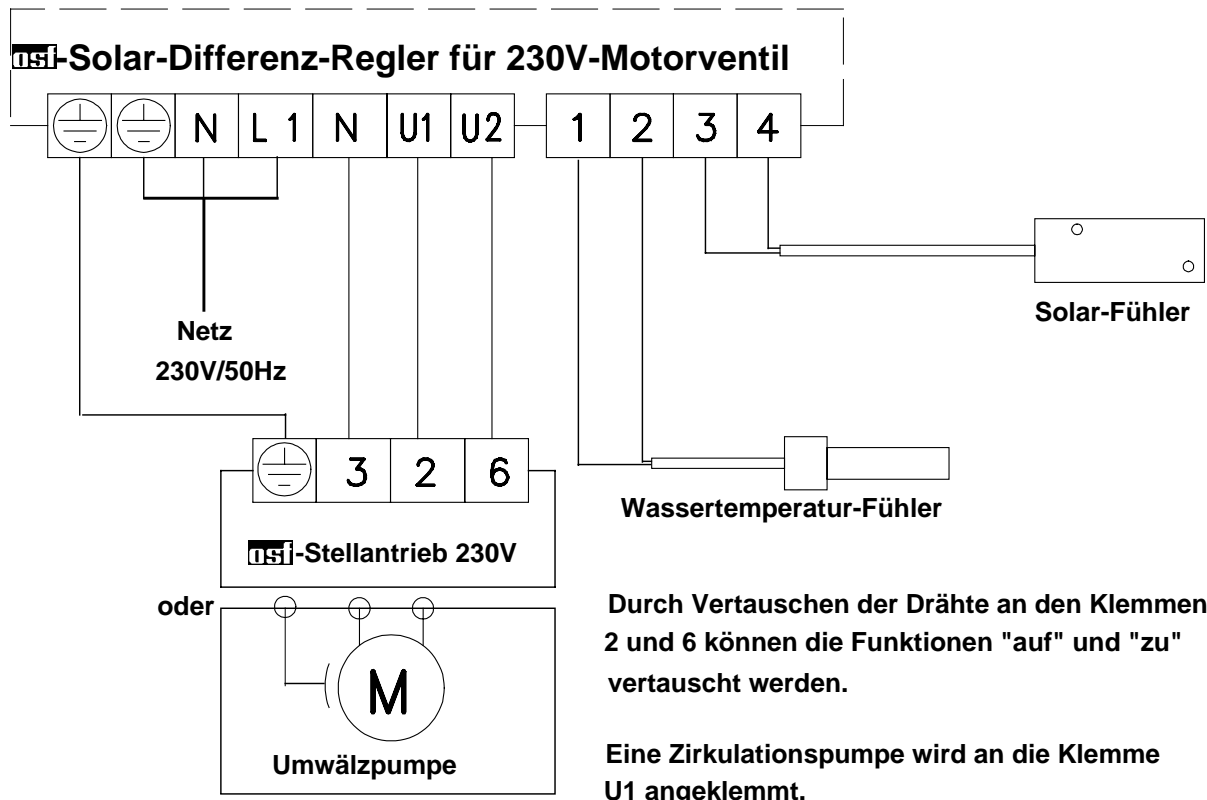 osf-Solar-Differenz-Regler für 230V-Motorventil
N L 1 N U1 U2 1 2 3 4
Solar-Fühler
Netz
230V/50Hz
3 2 6
Wassertemperatur-Fühler
osf-Stellantrieb 230V
oder
M
Umwälzpumpe
Durch Vertauschen der Drähte an den Klemmen
2 und 6 können die Funktionen "auf" und "zu"
vertauscht werden.
Eine Zirkulationspumpe wird an die Klemme
U1 angeklemmt.